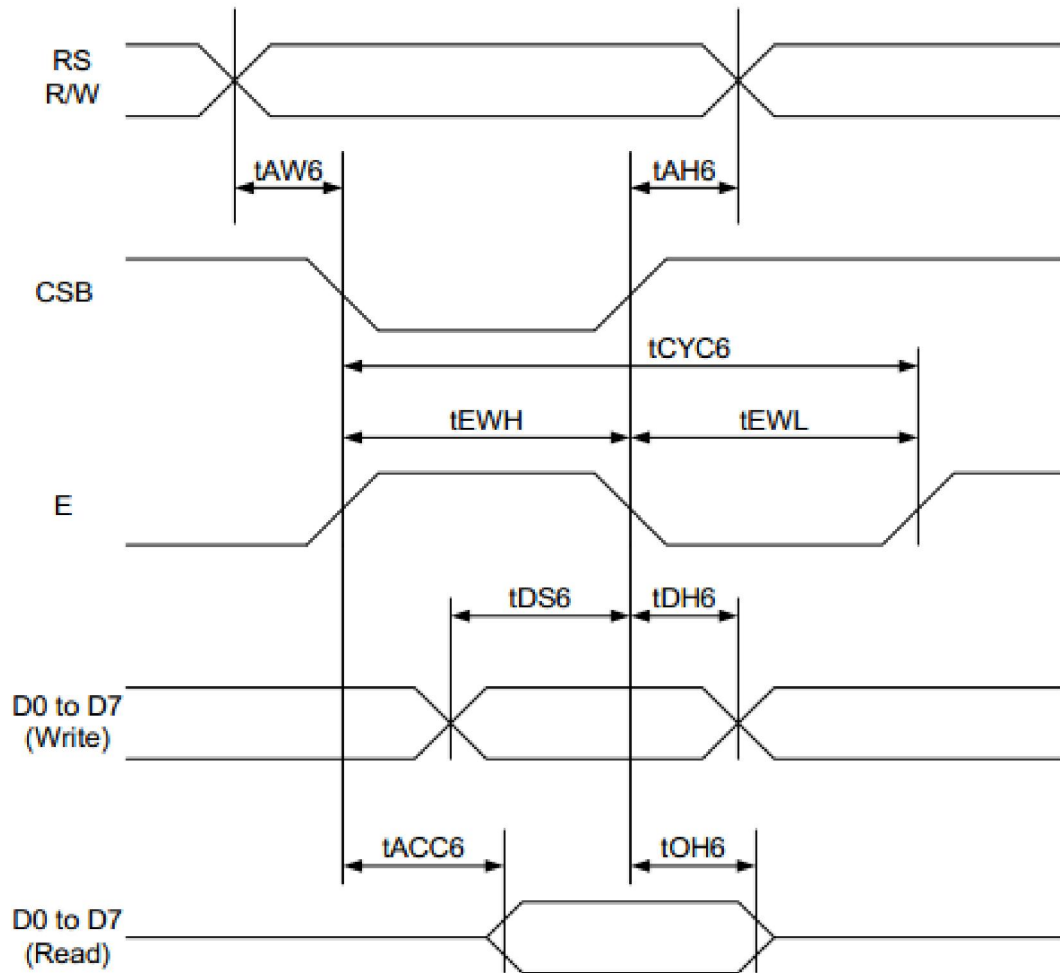 RS
R/W
tAW6
tAH6
CSB
tCYC6
tEWH
tEWL
E
tDS6
tDH6
D0 to D7
(Write)
tACC6
tOH6
D0 to D7
(Read)